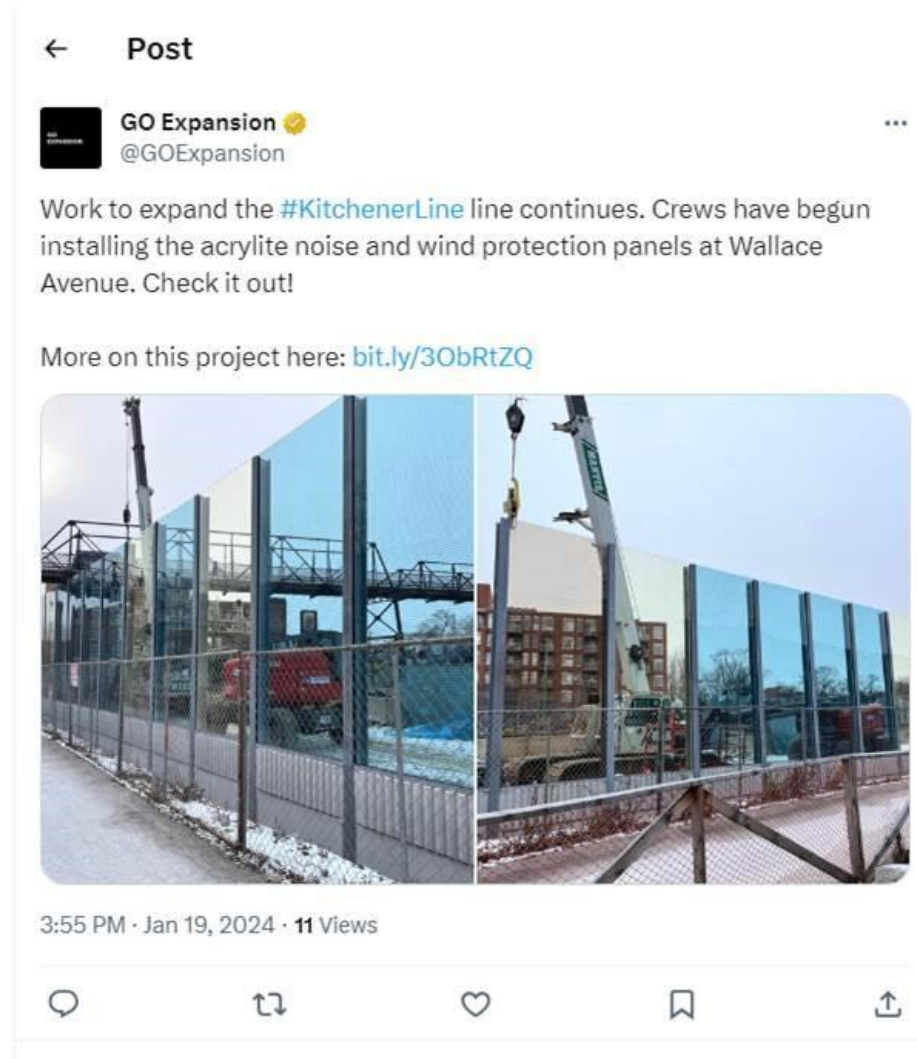 Post
GO
EXPANSION
GO Expansion
@GOExpansion
Work to expand the #KitchenerLine line continues. Crews have begun
installing the acrylite noise and wind protection panels at Wallace
Avenue. Check it out!
More on this project here: bit.ly/3ObRtZQ
3:55 PM · Jan 19, 2024 · 11 Views